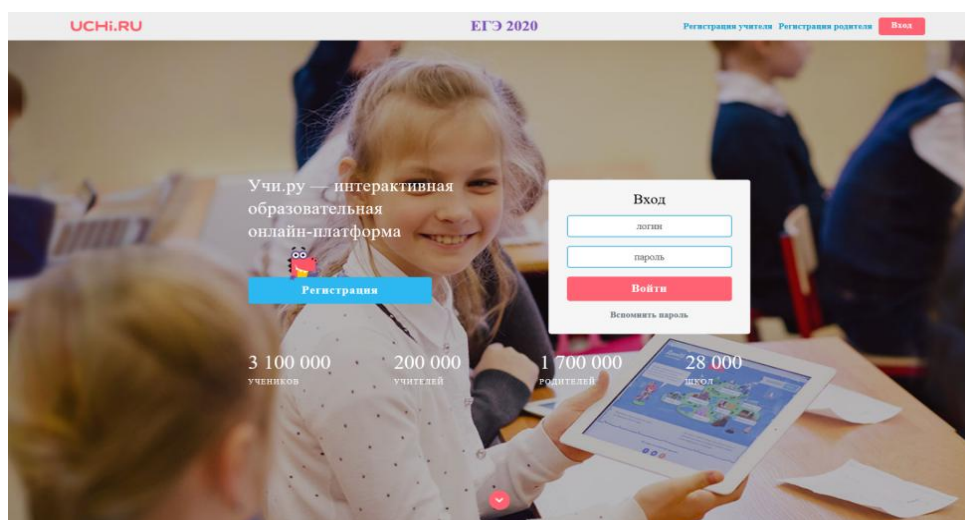 UCHi.RU
ЕГЭ 2020
Регистрация учителя Регистрация родителя Вход
Учи.ру — интерактивная
образовательная
онлайн-платформа
Регистрация
Вход
логин
пароль
Войти
Вспомнить пароль
3 100 000
УЧЕНИКОВ
200 000
УЧИТЕЛЕЙ
1 700 000
РОДИТЕЛЕЙ
28 000
ШКОЛ